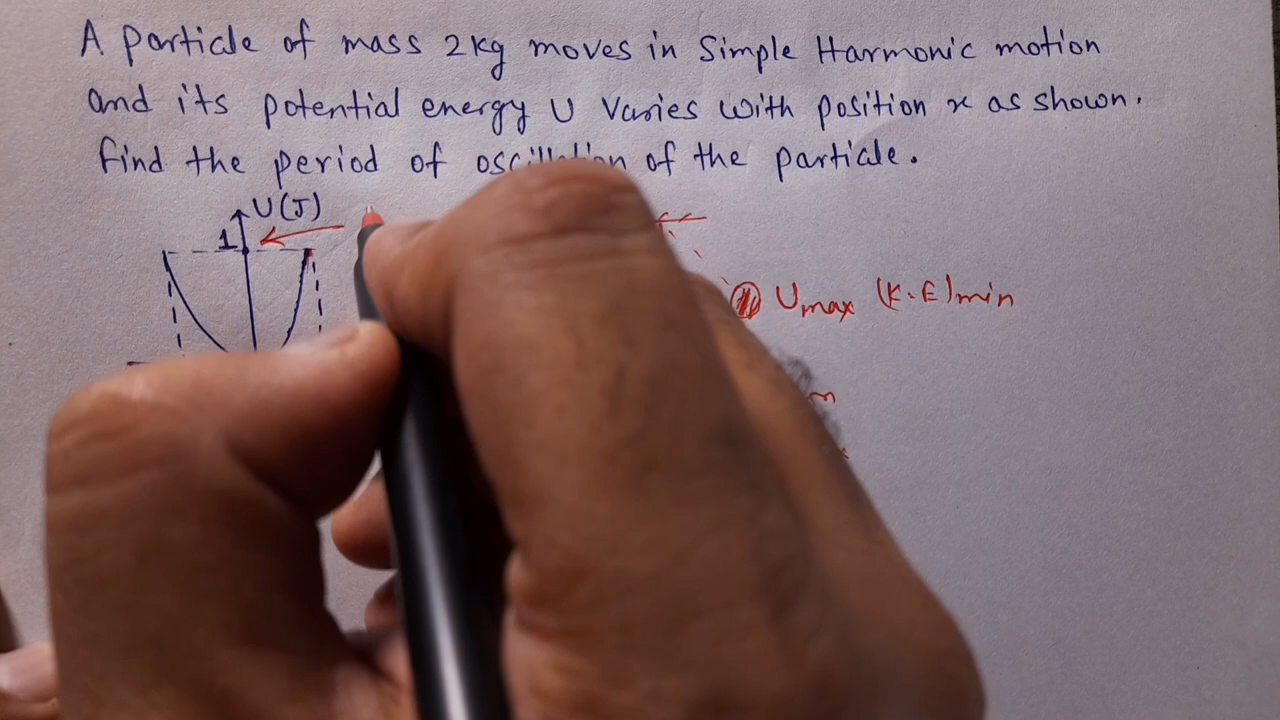 A particle of mass 2kg moves in Simple Harmonic motion
and its potential energy U varies with position x as shown.
find the period of of the particle.
U(J)
1
Umax (K.E)min